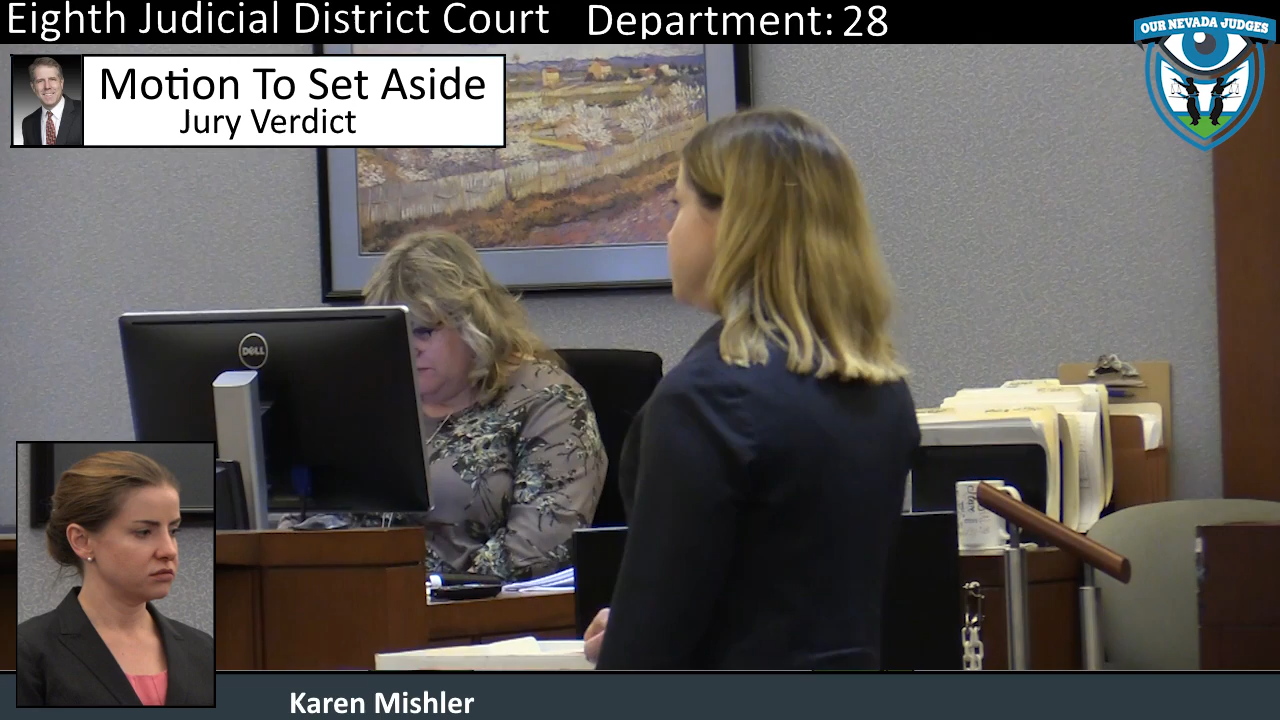 Eighth Judicial District Court Department: 28
OUR NEVADA JUDGES
Motion To Set Aside
Jury Verdict
DELL
Karen Mishler